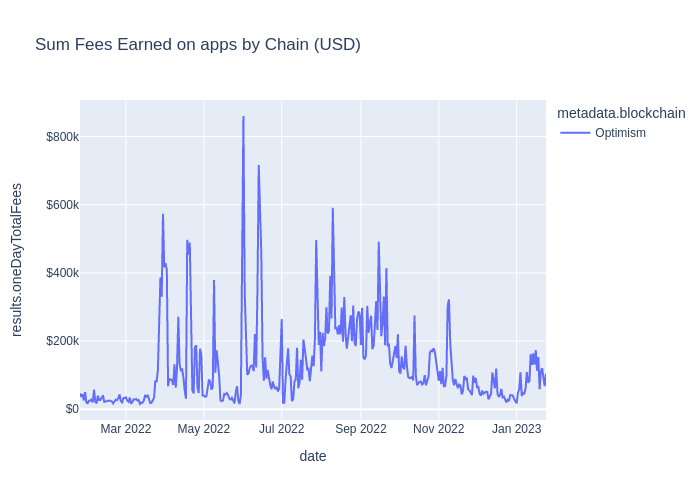 Sum Fees Earned on apps by Chain (USD)
metadata.blockchain
Optimism
results.oneDayTotalFees
$800k
$600k
$400k
$200k
$0
Mar 2022
May 2022
Jul 2022
Sep 2022
Nov 2022
Jan 2023
date